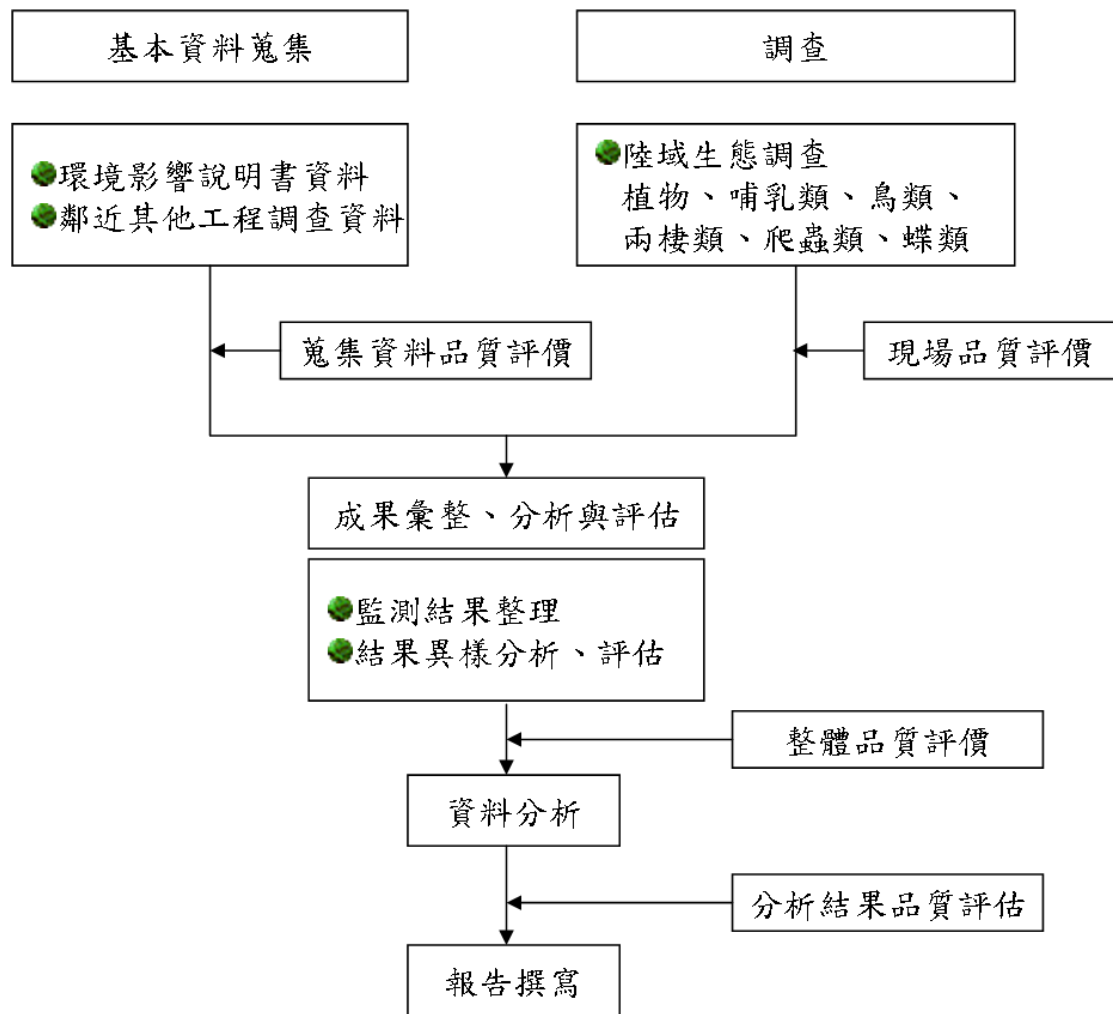 基本資料蒐集
調查
環境影響說明書資料
鄰近其他工程調查資料
陸域生態調查
植物、哺乳類、鳥類、
兩棲類、爬蟲類、蝶類
蒐集資料品質評價
現場品質評價
成果彙整、分析與評估
監測結果整理
結果異樣分析、評估
整體品質評價
資料分析
分析結果品質評估
報告撰寫